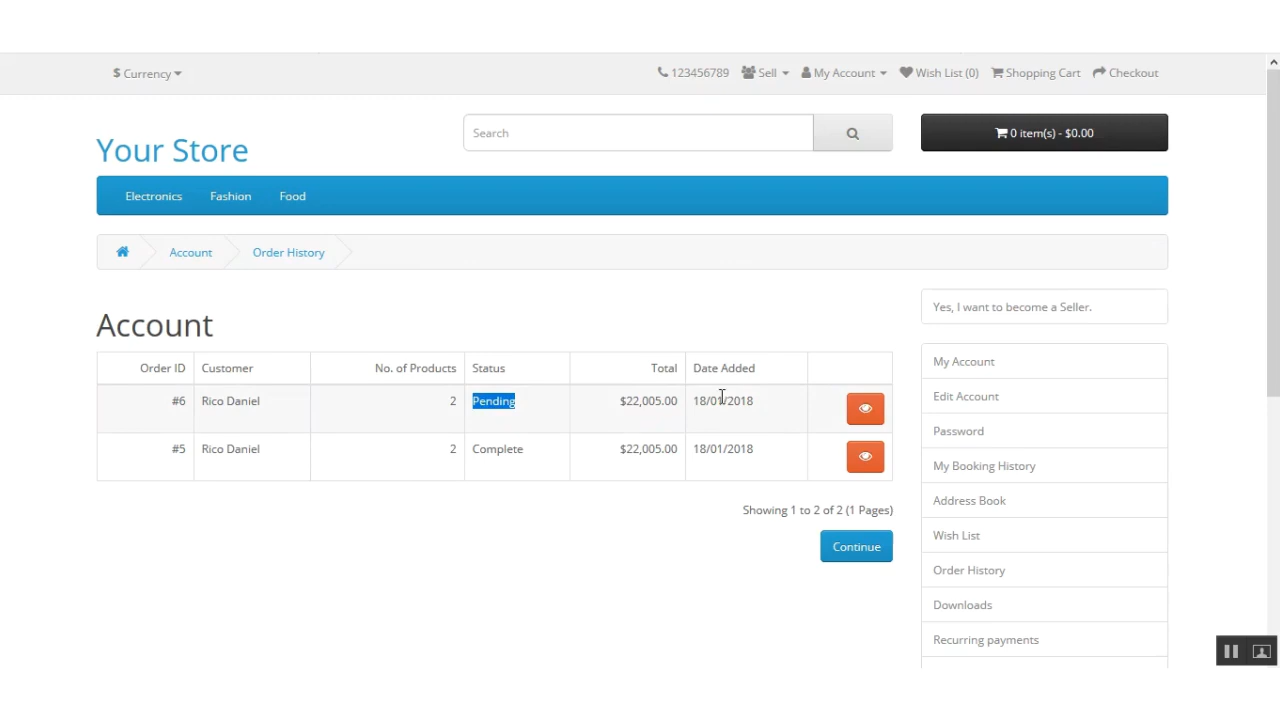 $ Currency 123456789 Sell My Account Wish List (0) Shopping Cart Checkout
Your Store Search 0 item(s) - $0.00
Electronics Fashion Food
Account Order History
Yes, I want to become a Seller.
Account
Order ID Customer No. of Products Status Total Date Added
#6 Rico Daniel 2 Pending $22,005.00 18/01/2018
#5 Rico Daniel 2 Complete $22,005.00 18/01/2018
Showing 1 to 2 of 2 (1 Pages)
Continue
My Account
Edit Account
Password
My Booking History
Address Book
Wish List
Order History
Downloads
Recurring payments